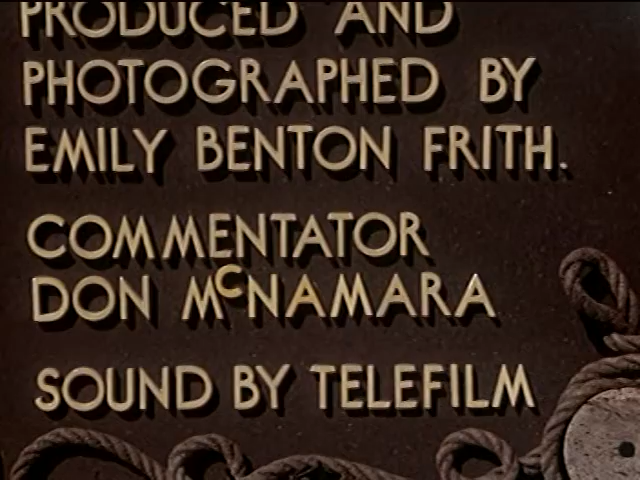 PRODUCED AND
PHOTOGRAPHED BY
EMILY BENTON FRITH.
COMMENTATOR
DON McNAMARA
SOUND BY TELEFILM